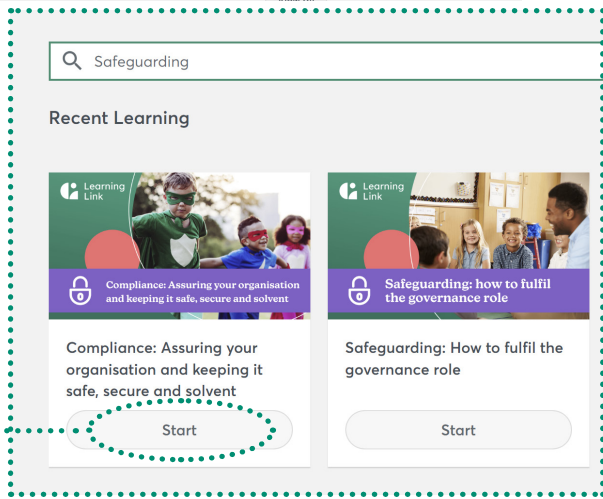 Safeguarding
Recent Learning
Learning
Link
Compliance: Assuring your organisation
and keeping it safe, secure and solvent
Compliance: Assuring your
organisation and keeping it
safe, secure and solvent
Start
Learning
Link
Safeguarding: how to fulfil
the governance role
Safeguarding: How to fulfil the
governance role
Start